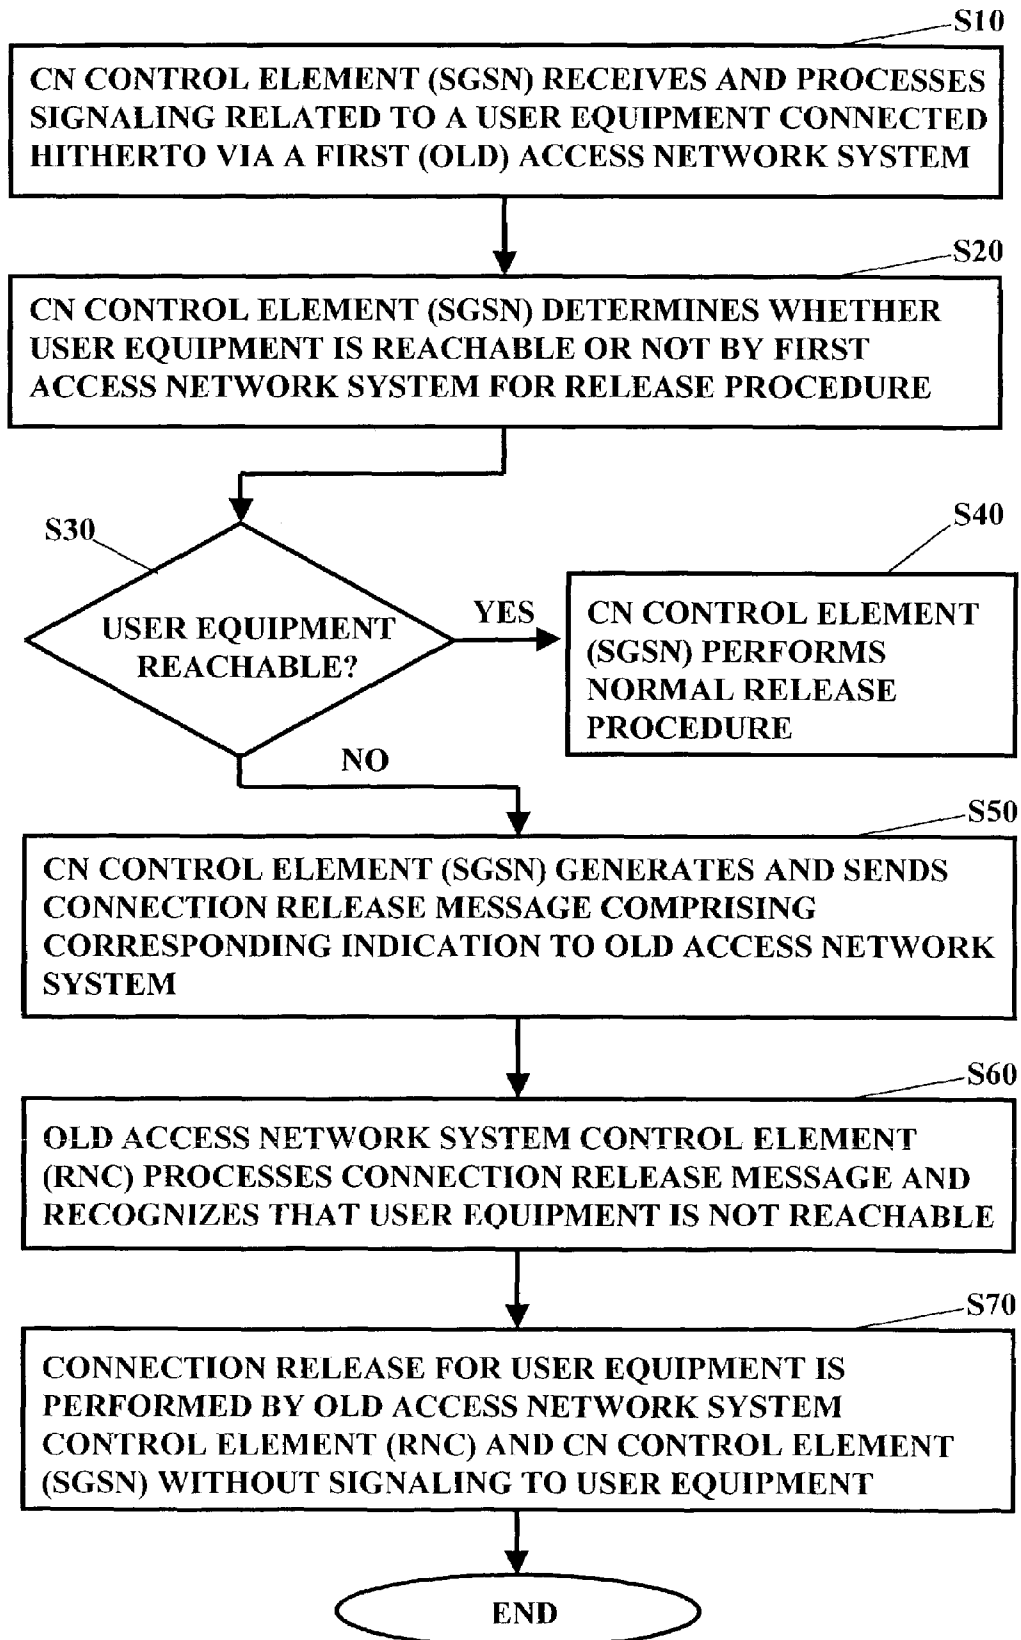 S10
CN CONTROL ELEMENT (SGSN) RECEIVES AND PROCESSES
SIGNALING RELATED TO A USER EQUIPMENT CONNECTED
HITHERTO VIA A FIRST (OLD) ACCESS NETWORK SYSTEM
S20
CN CONTROL ELEMENT (SGSN) DETERMINES WHETHER
USER EQUIPMENT IS REACHABLE OR NOT BY FIRST
ACCESS NETWORK SYSTEM FOR RELEASE PROCEDURE
S30
USER EQUIPMENT
REACHABLE?
YES
S40
CN CONTROL ELEMENT
(SGSN) PERFORMS
NORMAL RELEASE
PROCEDURE
NO
S50
CN CONTROL ELEMENT (SGSN) GENERATES AND SENDS
CONNECTION RELEASE MESSAGE COMPRISING
CORRESPONDING INDICATION TO OLD ACCESS NETWORK
SYSTEM
S60
OLD ACCESS NETWORK SYSTEM CONTROL ELEMENT
(RNC) PROCESSES CONNECTION RELEASE MESSAGE AND
RECOGNIZES THAT USER EQUIPMENT IS NOT REACHABLE
S70
CONNECTION RELEASE FOR USER EQUIPMENT IS
PERFORMED BY OLD ACCESS NETWORK SYSTEM
CONTROL ELEMENT (RNC) AND CN CONTROL ELEMENT
(SGSN) WITHOUT SIGNALING TO USER EQUIPMENT
END